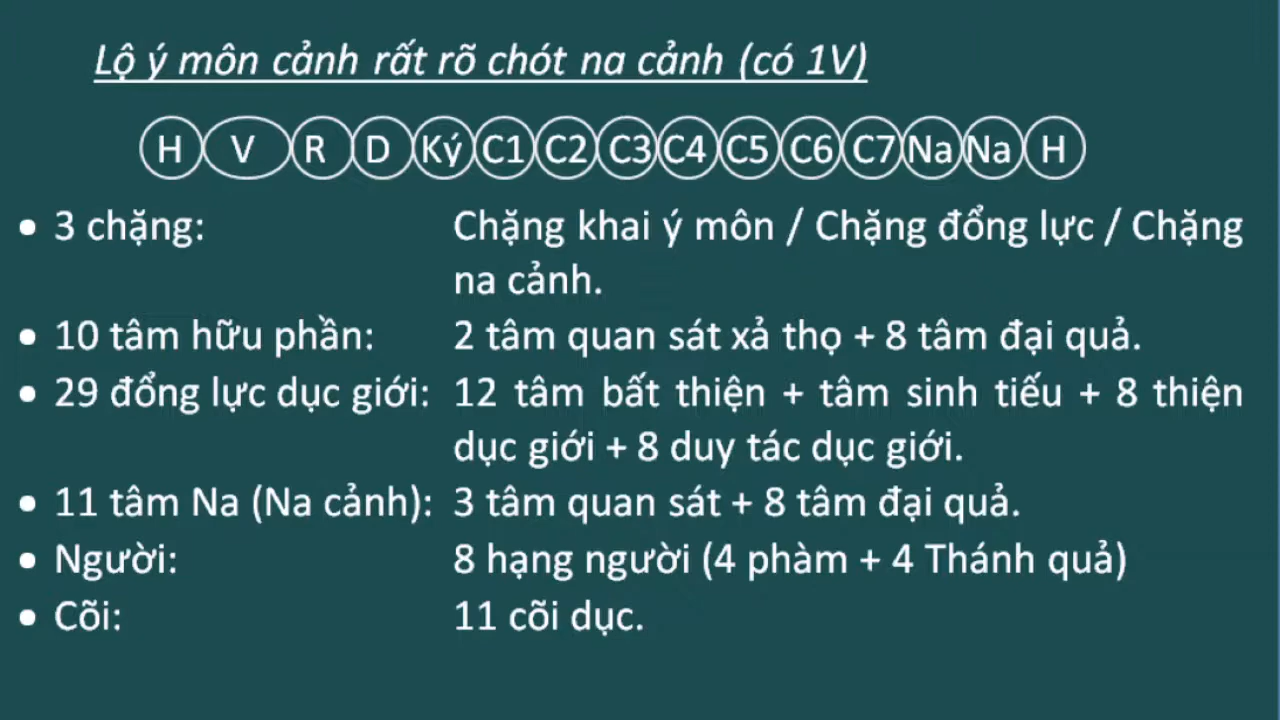 Lộ ý môn cảnh rất rõ chót na cảnh (có 1V)
H V R D Ký C1 C2 C3 C4 C5 C6 C7 Na Na H
• 3 chặng: Chặng khai ý môn / Chặng đổng lực / Chặng
na cảnh.
• 10 tâm hữu phần: 2 tâm quan sát xả thọ + 8 tâm đại quả.
• 29 đổng lực dục giới: 12 tâm bất thiện + tâm sinh tiếu + 8 thiện
dục giới + 8 duy tác dục giới.
• 11 tâm Na (Na cảnh): 3 tâm quan sát + 8 tâm đại quả.
• Người: 8 hạng người (4 phàm + 4 Thánh quả)
• Cõi: 11 cõi dục.